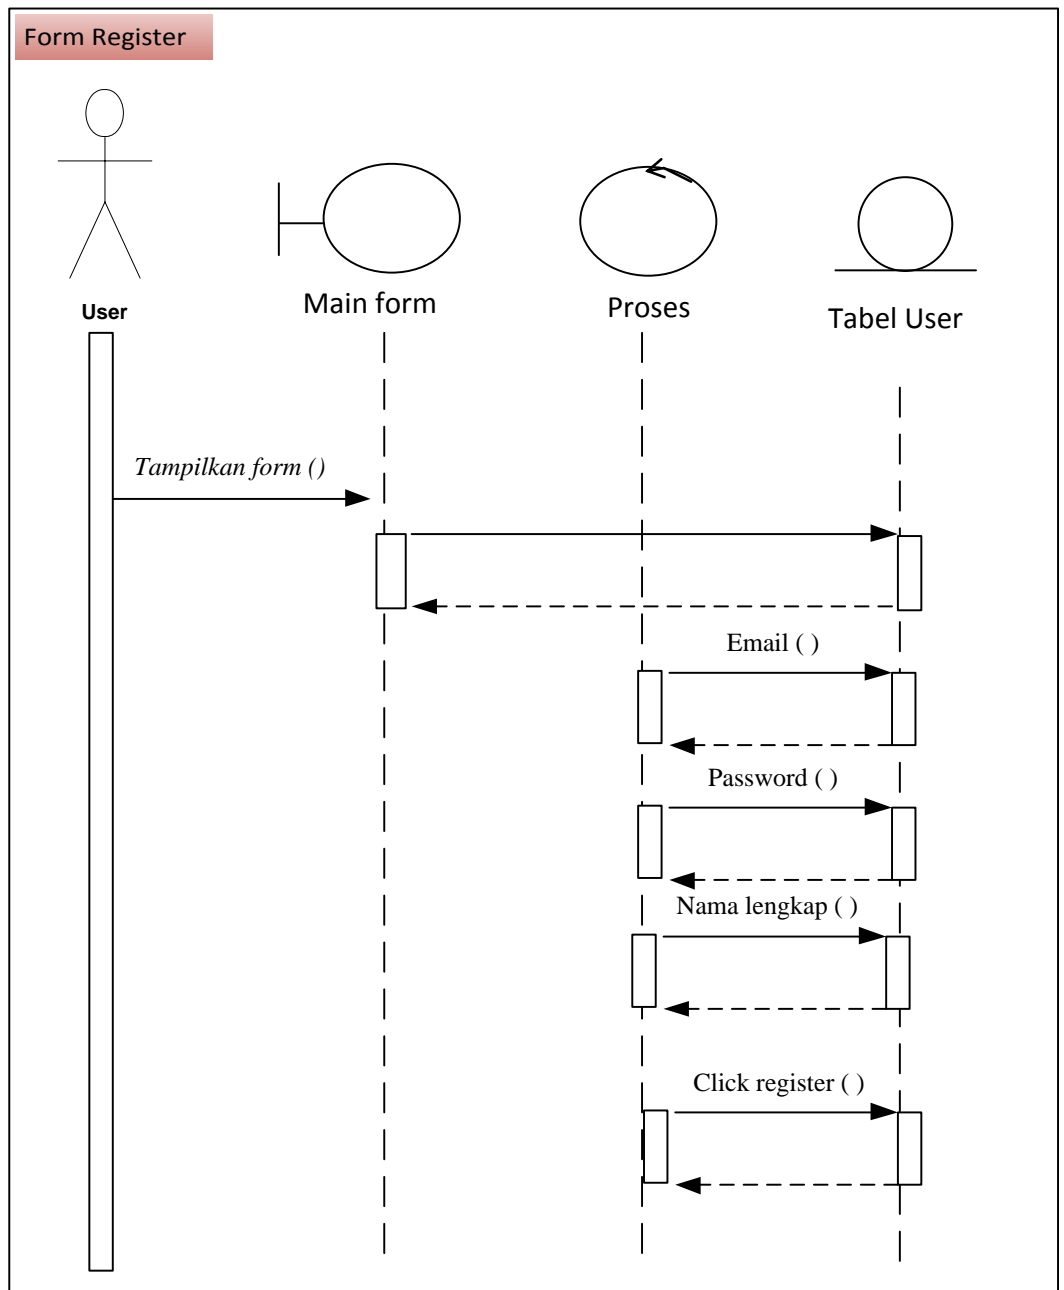 Form Register
User
Main form
Proses
Tabel User
Tampilkan form ()
Email ( )
Password ( )
Nama lengkap ( )
Click register ( )